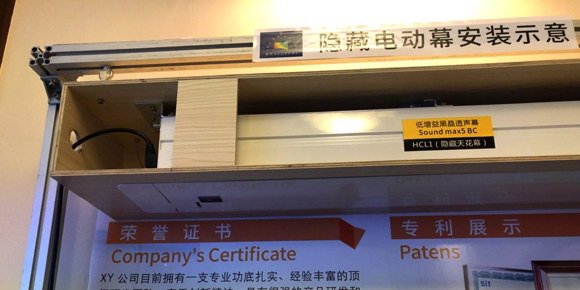 隐藏电动幕安装示意
低增益黑晶透声幕
Sound max5 BC
HCL1（隐藏天花幕）
荣誉证书
Company's Certificate
专利展示
Patens
XY 公司目前拥有一支专业功底扎实、经验丰富的顶